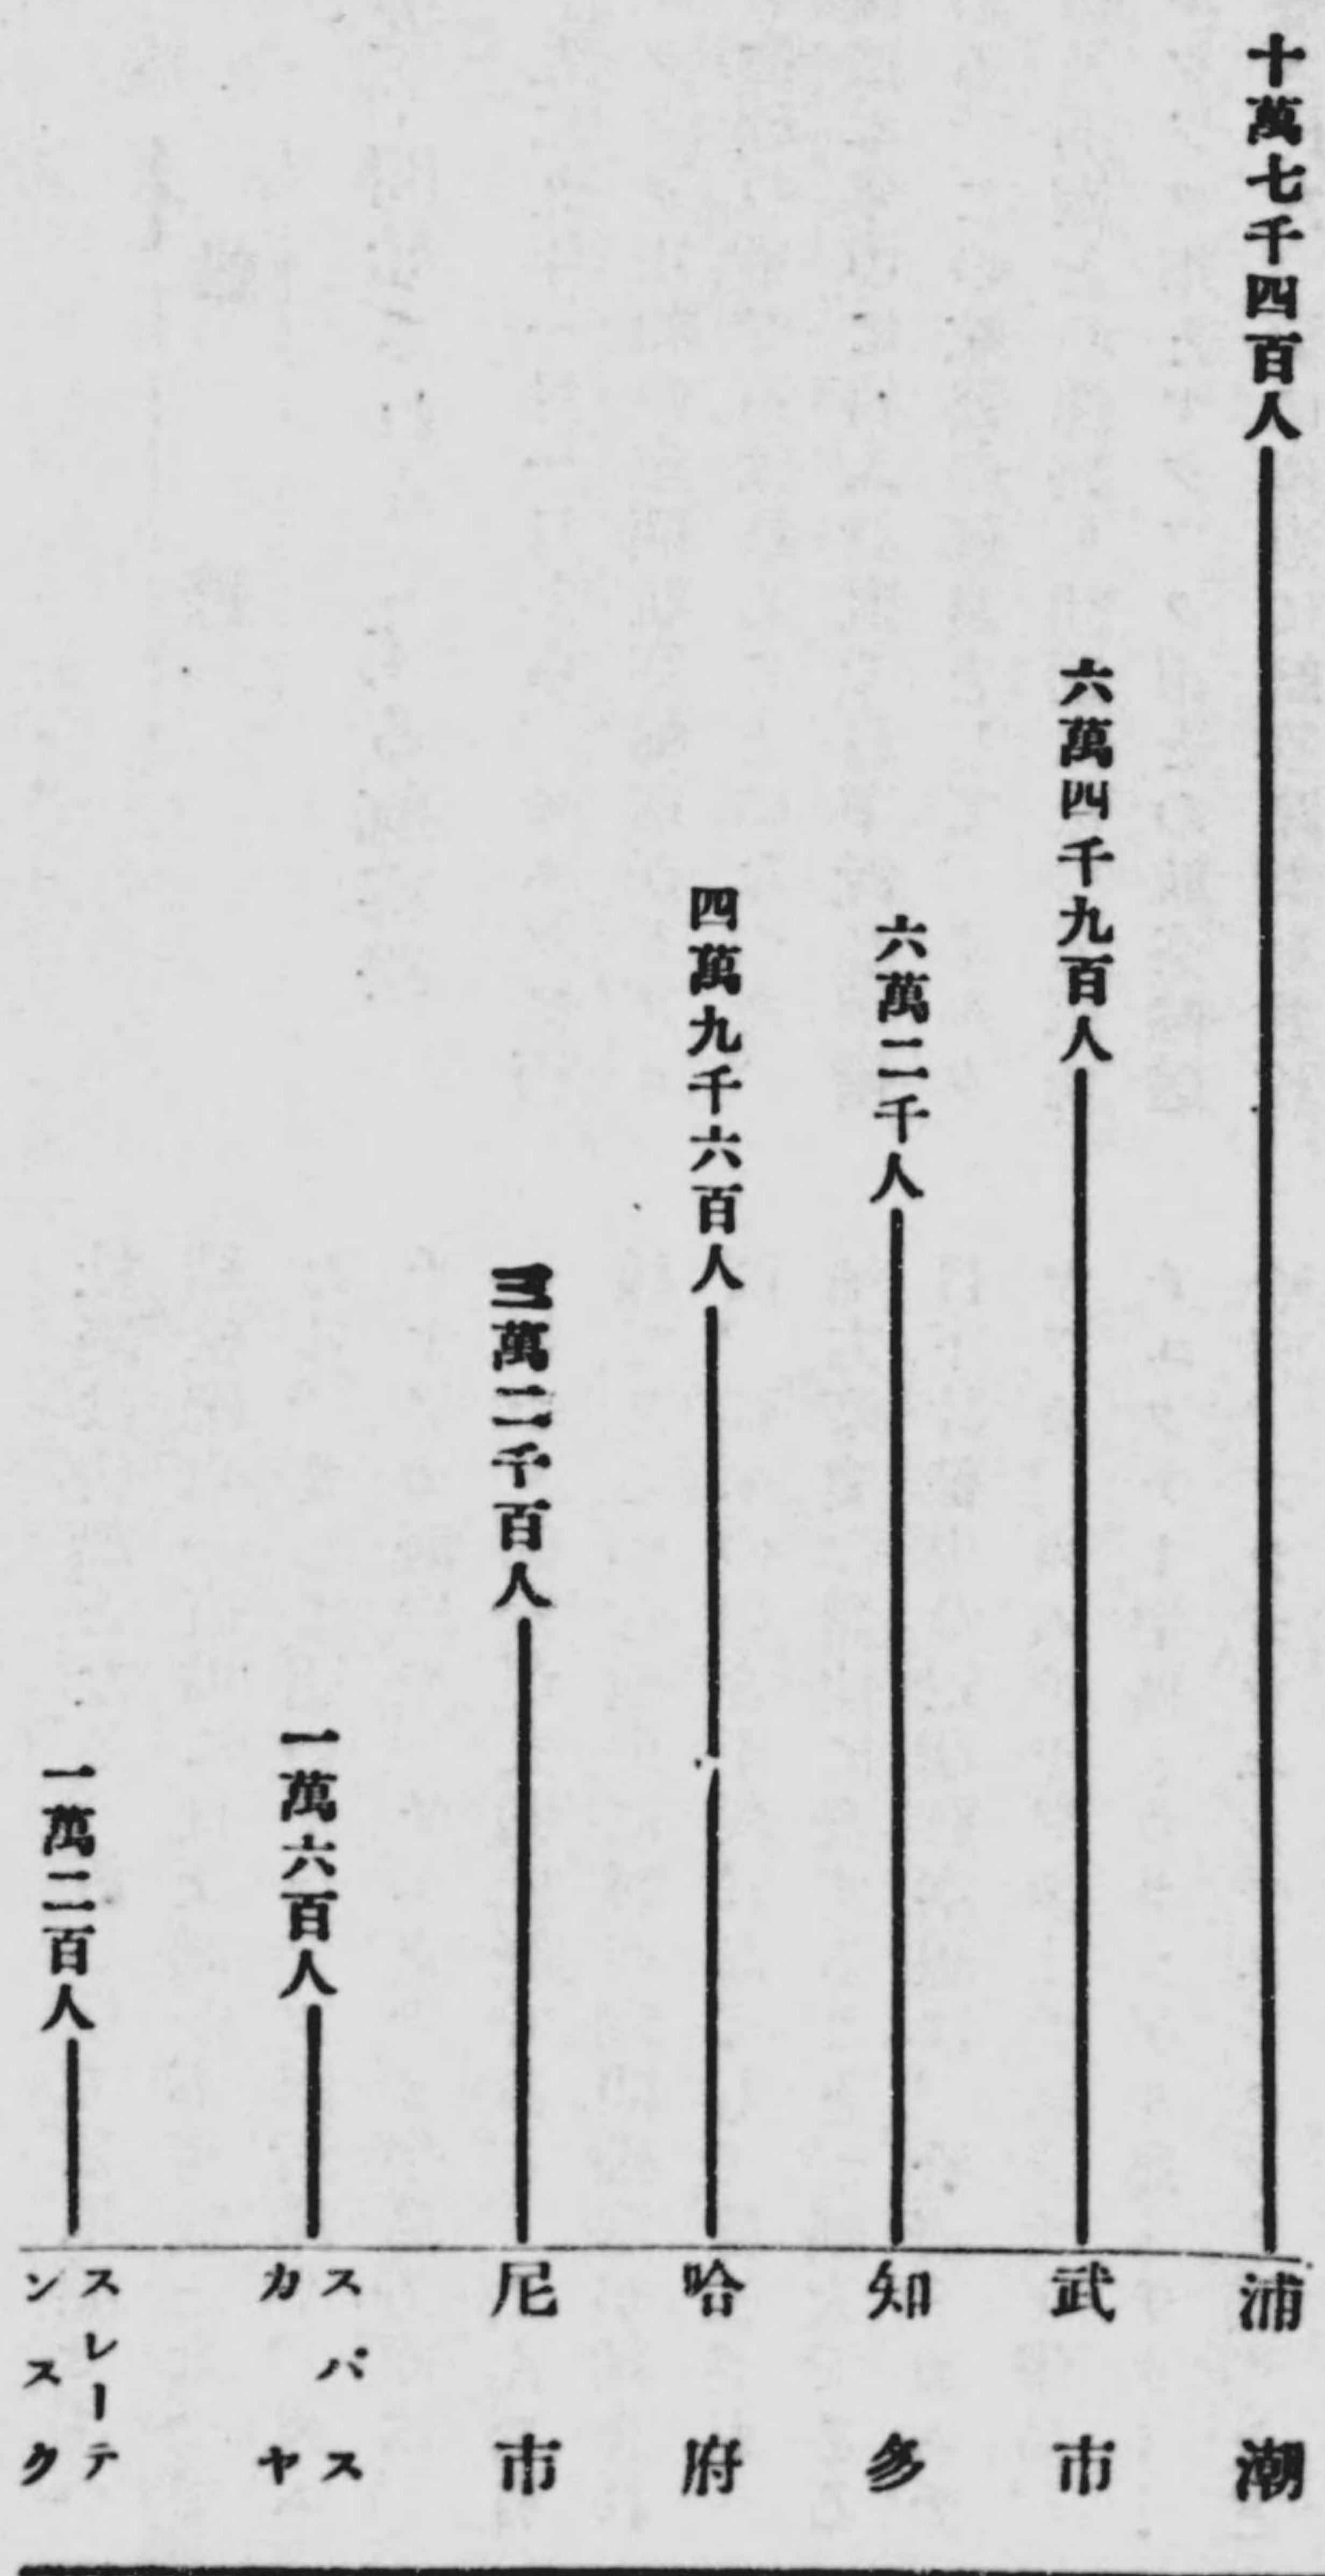 十萬七千四百人
浦潮
六萬四千九百人
武市
六萬二千人
知多
四萬九千六百人
哈府
三萬二千百人
尼市
一萬六百人
スパス
カヤ
一萬二百人
スレーテ
ンスク